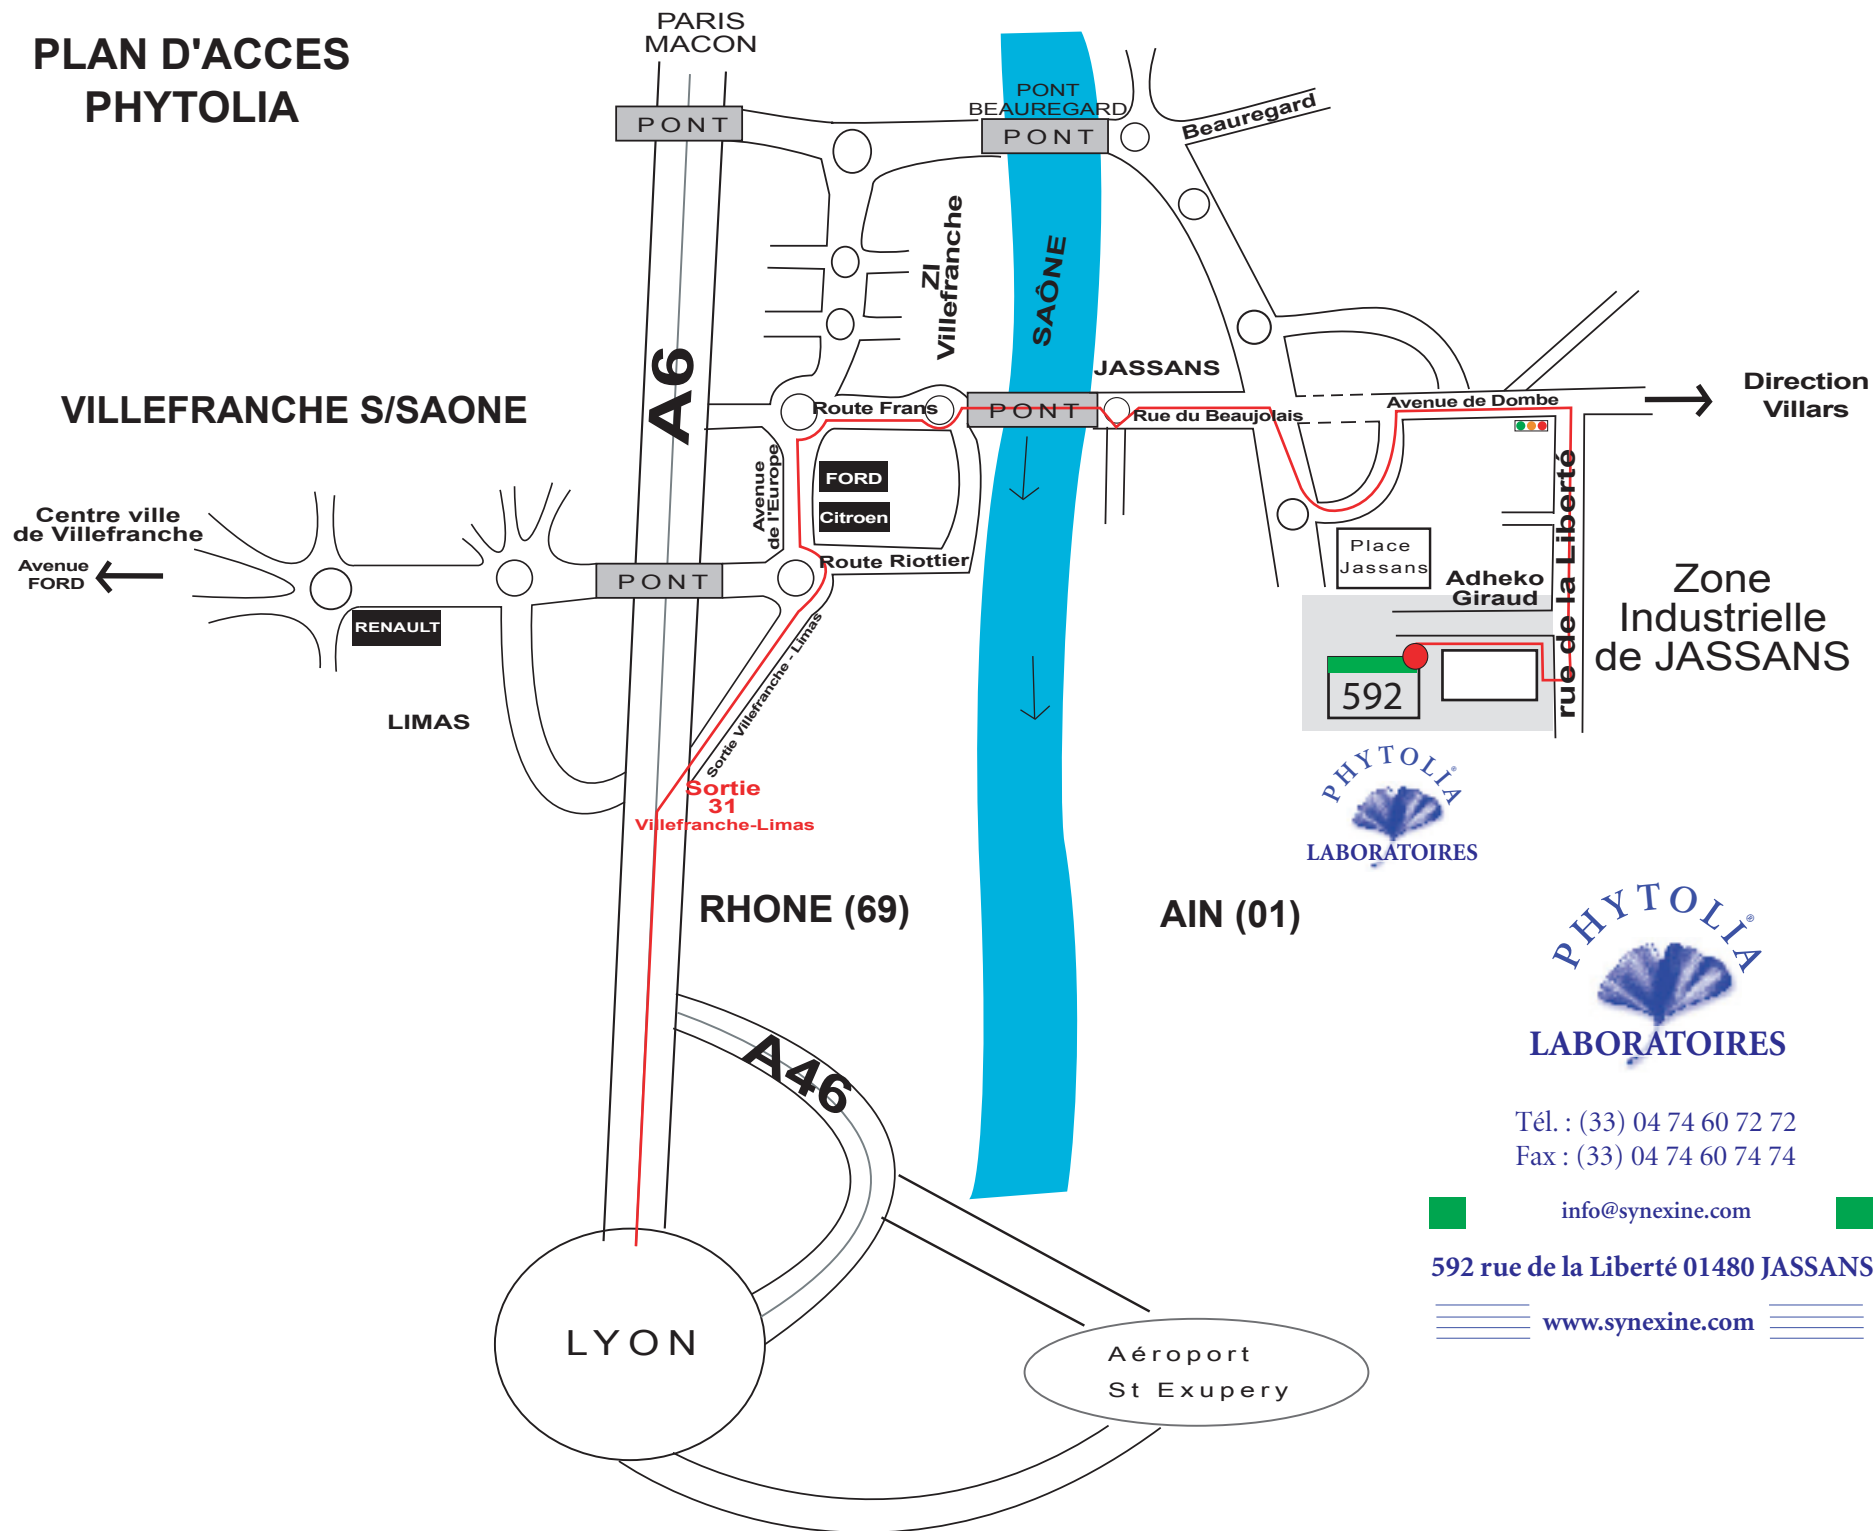 PLAN D'ACCES
PHYTOLIA
PARIS
MACON
PONT
PONT
BEAUREGARD
PONT
Beauregard
ZI
Villefranche
SAÔNE
A6
VILLEFRANCHE S/SAONE
JASSANS
Direction
Villars
Route Frans
PONT
Rue du Beaujolais
Avenue de Dombe
Avenue
de l'Europe
FORD
Citroen
Route Riottier
rue de la Liberté
Centre ville
de Villefranche
Avenue
FORD
PONT
RENAULT
Place
Jassans
Adheko
Giraud
Zone
Industrielle
de JASSANS
592
LIMAS
Sortie Villefranche - Limas
Sortie
31
Villefranche-Limas
PHYTOLÏA®
LABORATOIRES
RHONE (69)
AIN (01)
PHYTOLÏA®
LABORATOIRES
A46
Tél. : (33) 04 74 60 72 72
Fax : (33) 04 74 60 74 74
info@synexine.com
592 rue de la Liberté 01480 JASSANS
www.synexine.com
LYON
Aéroport
St Exupery